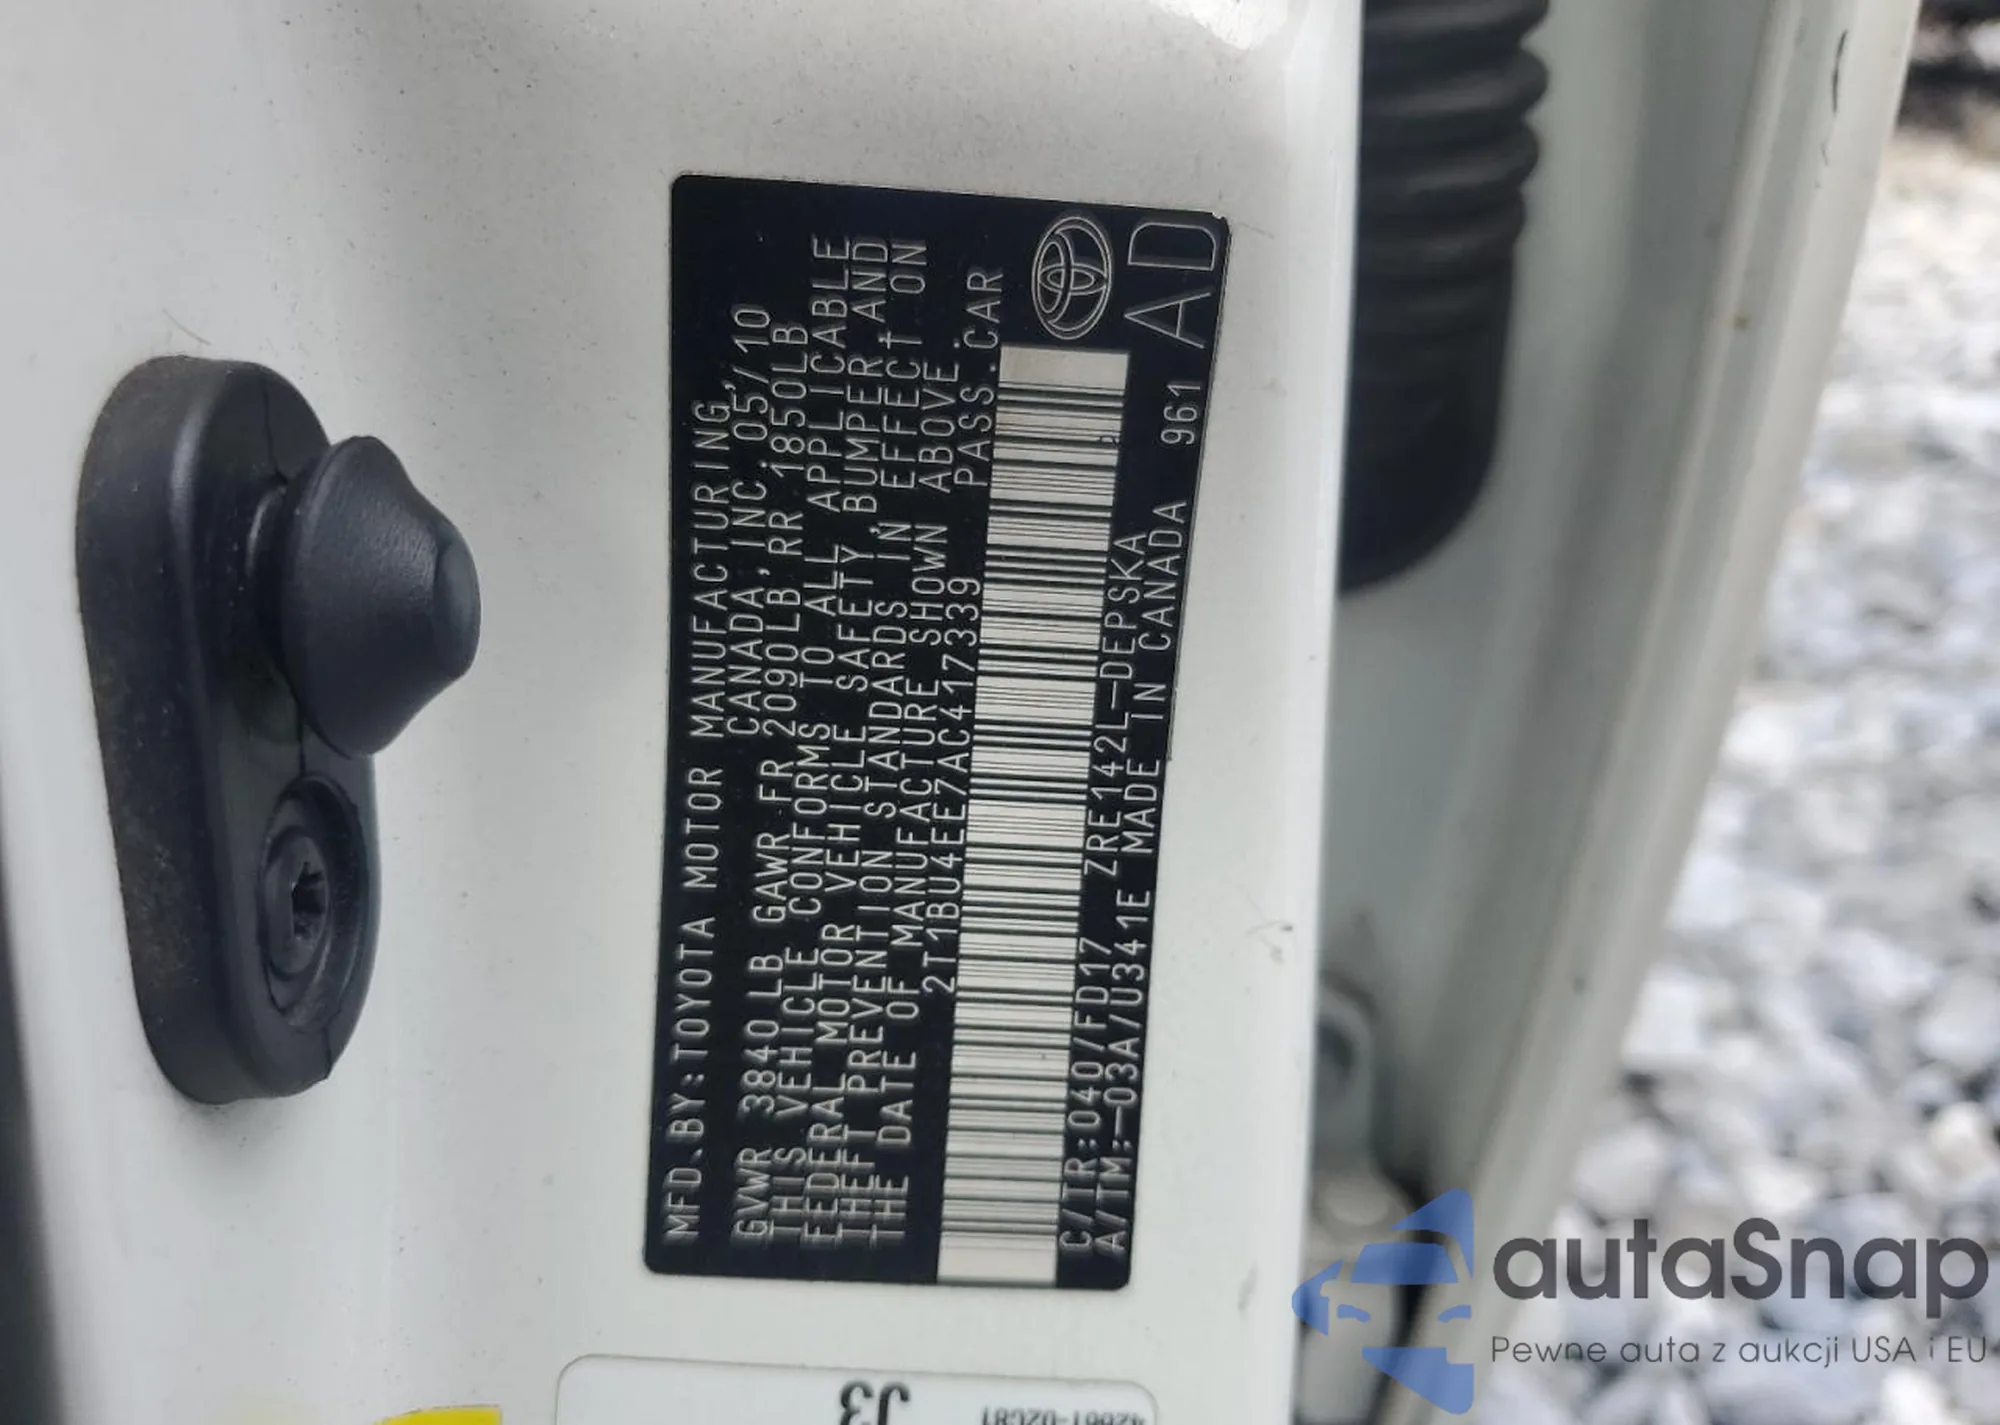 MFD.BY:TOYOTA MOTOR MANUFACTURING,
CANADA, INC. 05/10
GVWR 3840LB GAWR FR 2090LB, RR 1850LB
THIS VEHICLE CONFORMS TO ALL APPLICABLE
FEDERAL MOTOR VEHICLE SAFETY, BUMPER AND
THEFT PREVENTION STANDARDS IN EFFECT ON
THE DATE OF MANUFACTURE SHOWN ABOVE.
2T1BU4EE7AC417339 PASS.CAR
C/TR:040/FD17 ZRE142L-DEPSKA
A/TM:-03A/U341E MADE IN CANADA 961 AD
J3
42661-02C81
autaSnap
Pewne auta z aukcji USA i EU